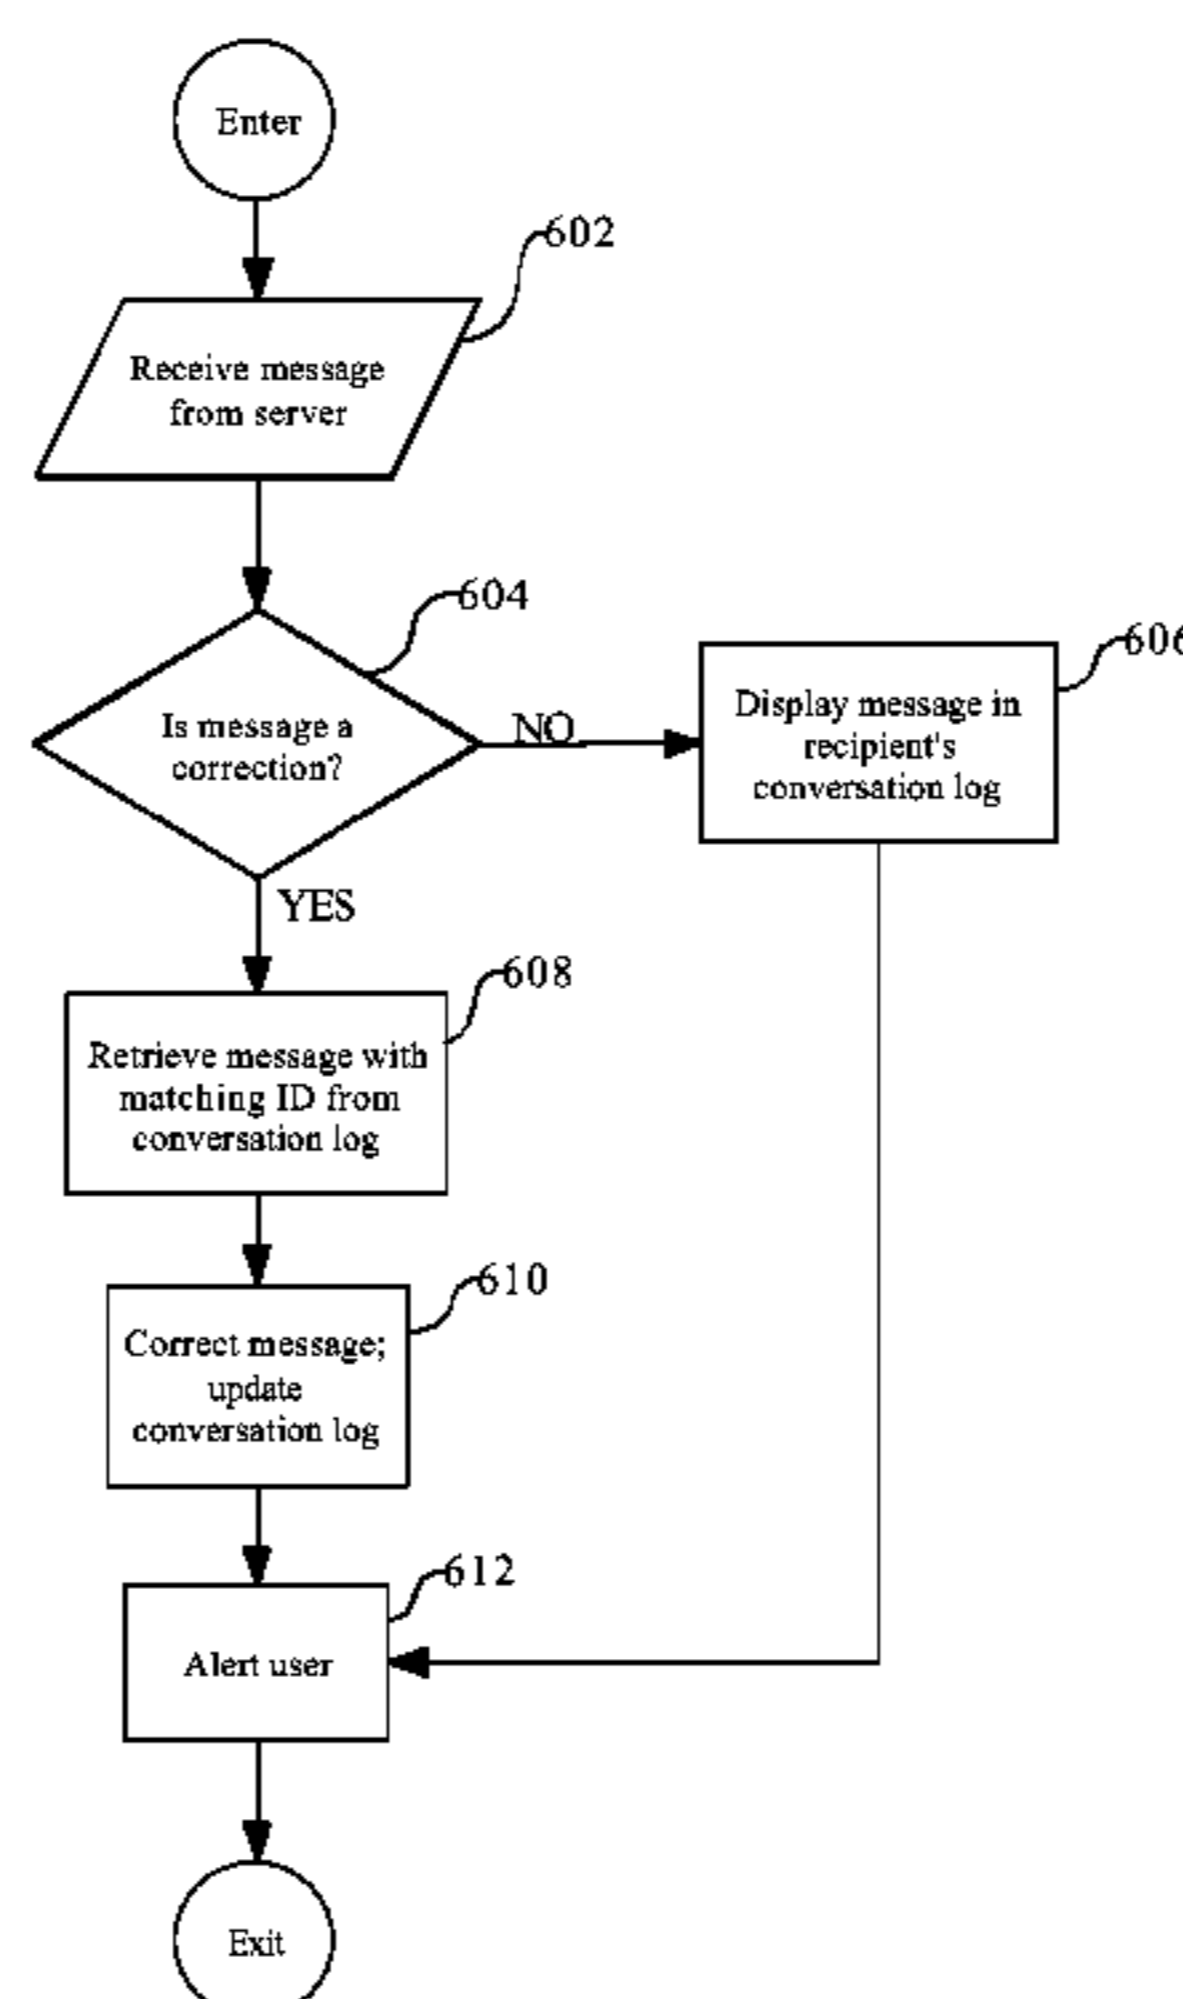 Enter
602
Receive message
from server
604
Is message a
correction?
NO
606
Display message in
recipient's
conversation log
YES
608
Retrieve message with
matching ID from
conversation log
610
Correct message;
update
conversation log
612
Alert user
Exit